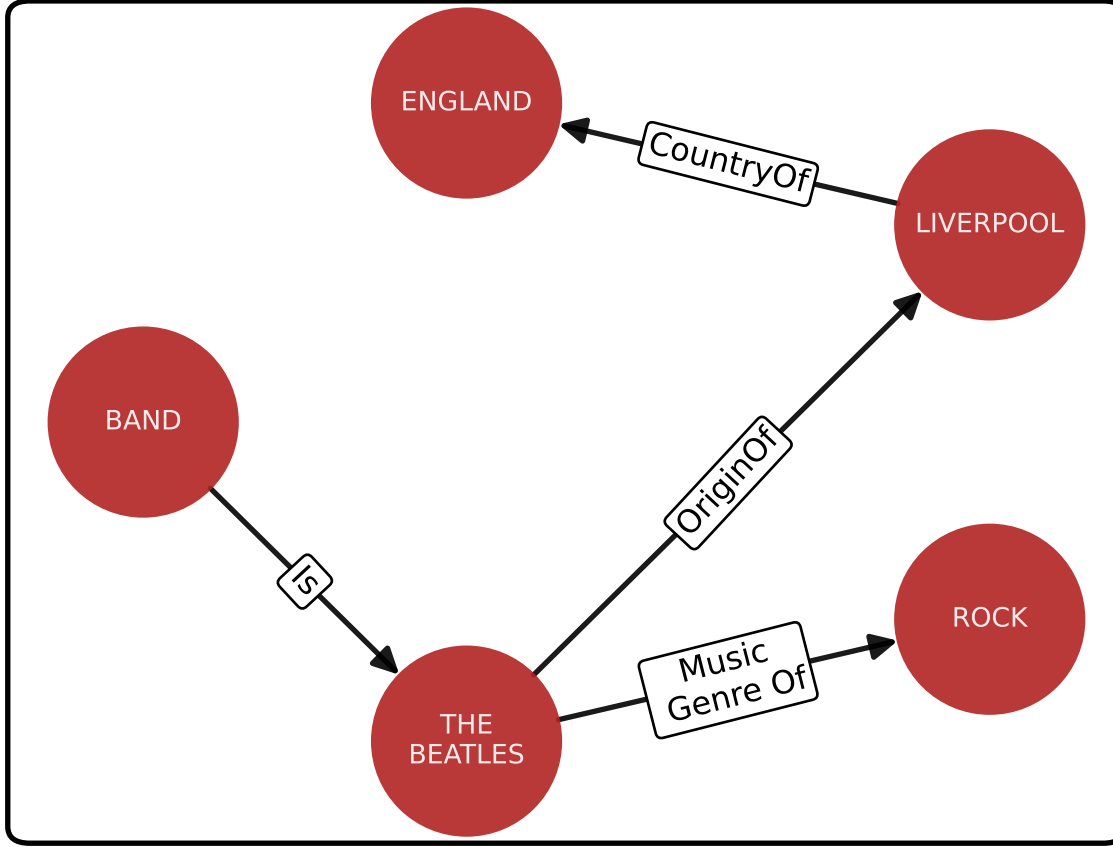 ENGLAND
CountryOf
LIVERPOOL
BAND
OriginOf
Is
ROCK
Music
Genre Of
THE
BEATLES